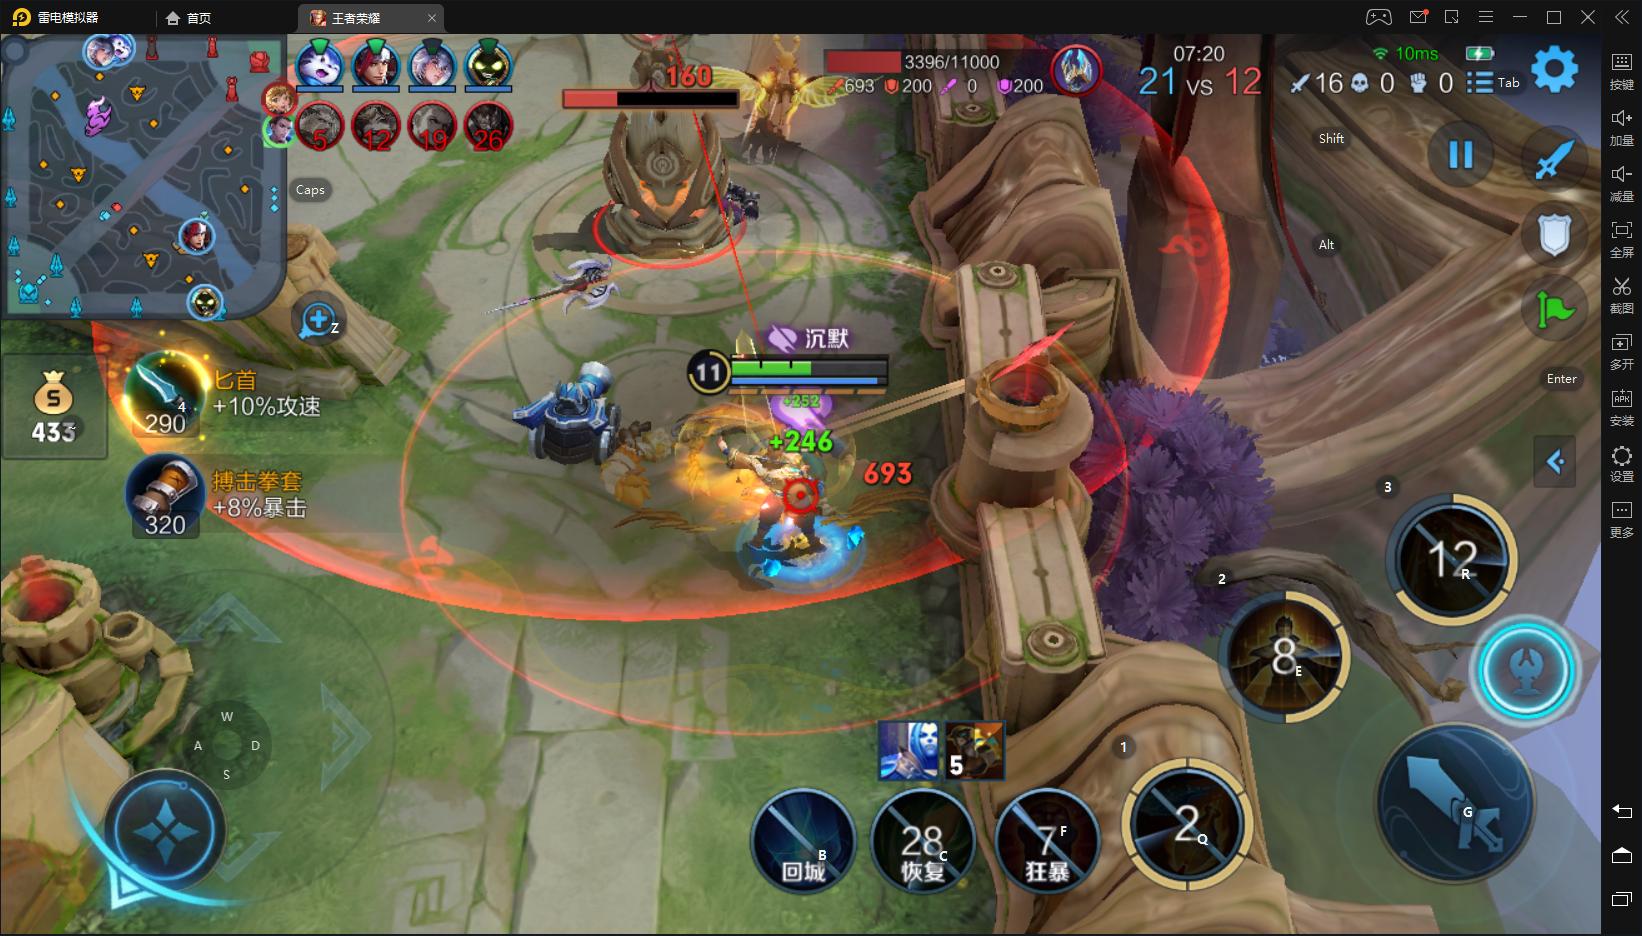 雷电模拟器
首页
王者荣耀
160
3396/11000
693
200
0
200
07:20
21 vs 12
10ms
16
0
0
Tab
5
12
19
26
Caps
Shift
Alt
Enter
Z
433
匕首
+10%攻速
290
4
搏击拳套
+8%暴击
320
沉默
11
+252
+246
693
W
A
D
S
5
回城
B
28
恢复
C
7
狂暴
F
1
2
Q
2
8
E
3
12
R
G
按键
加量
减量
全屏
截图
多开
APK
安装
设置
更多